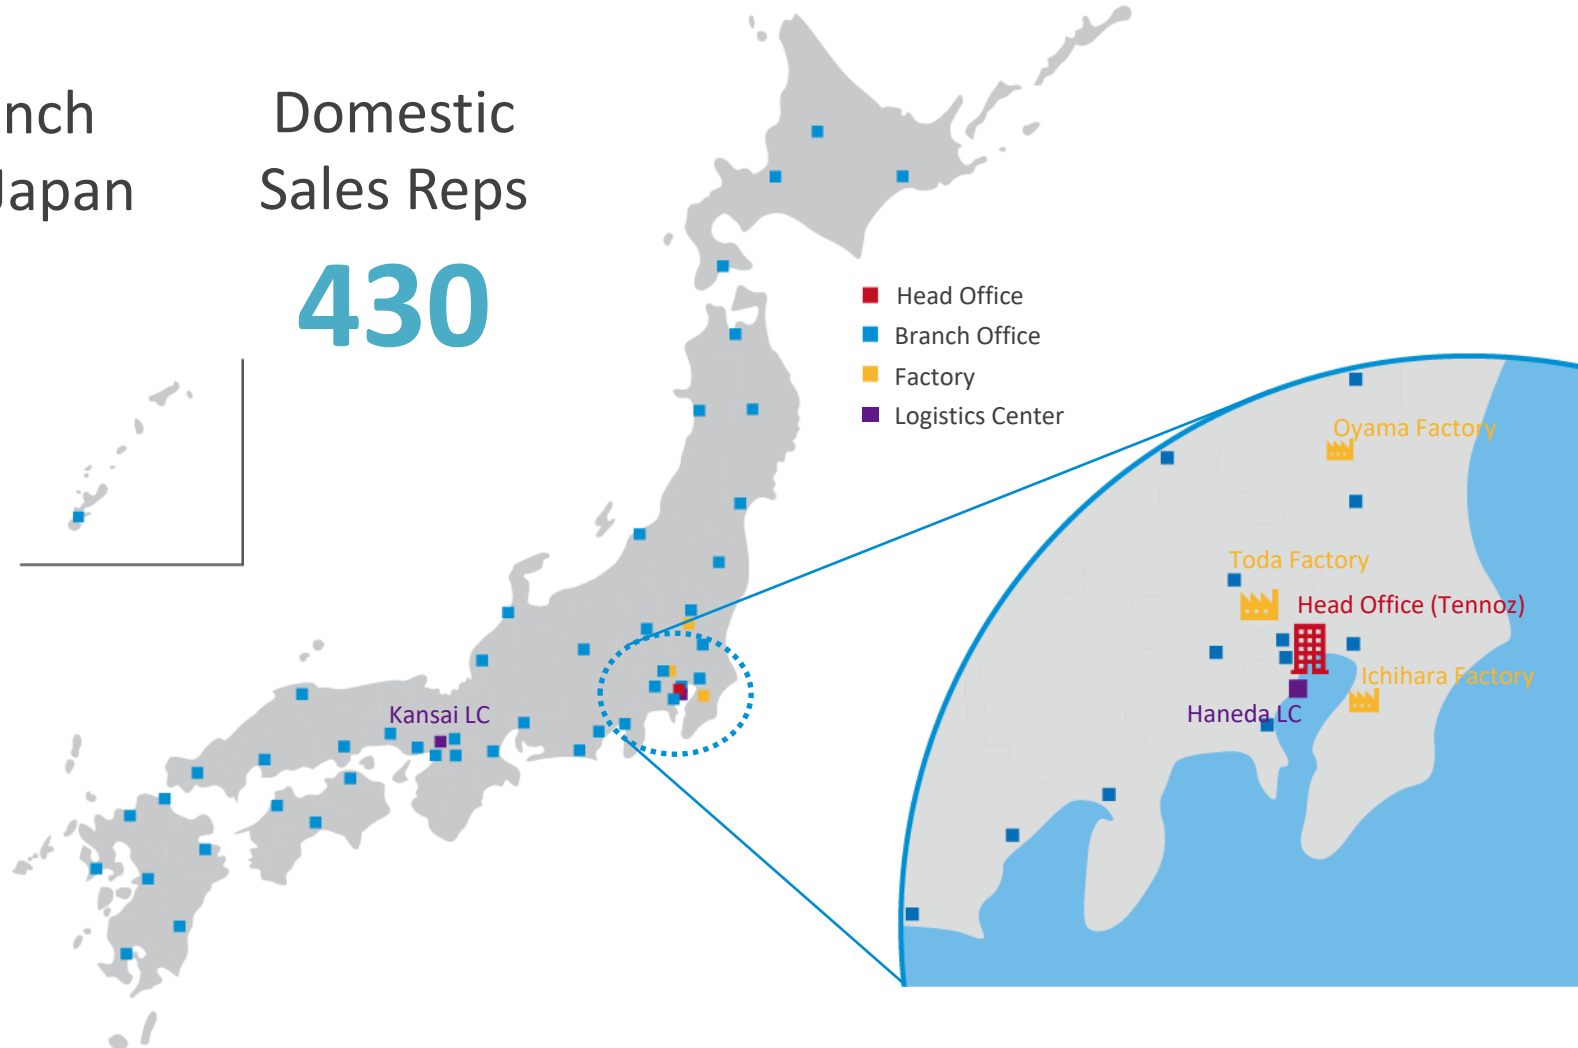 nch
Japan
Domestic
Sales Reps
430
Head Office
Branch Office
Factory
Logistics Center
Oyama Factory
Toda Factory
Head Office (Tennoz)
Ichihara Factory
Haneda LC
Kansai LC